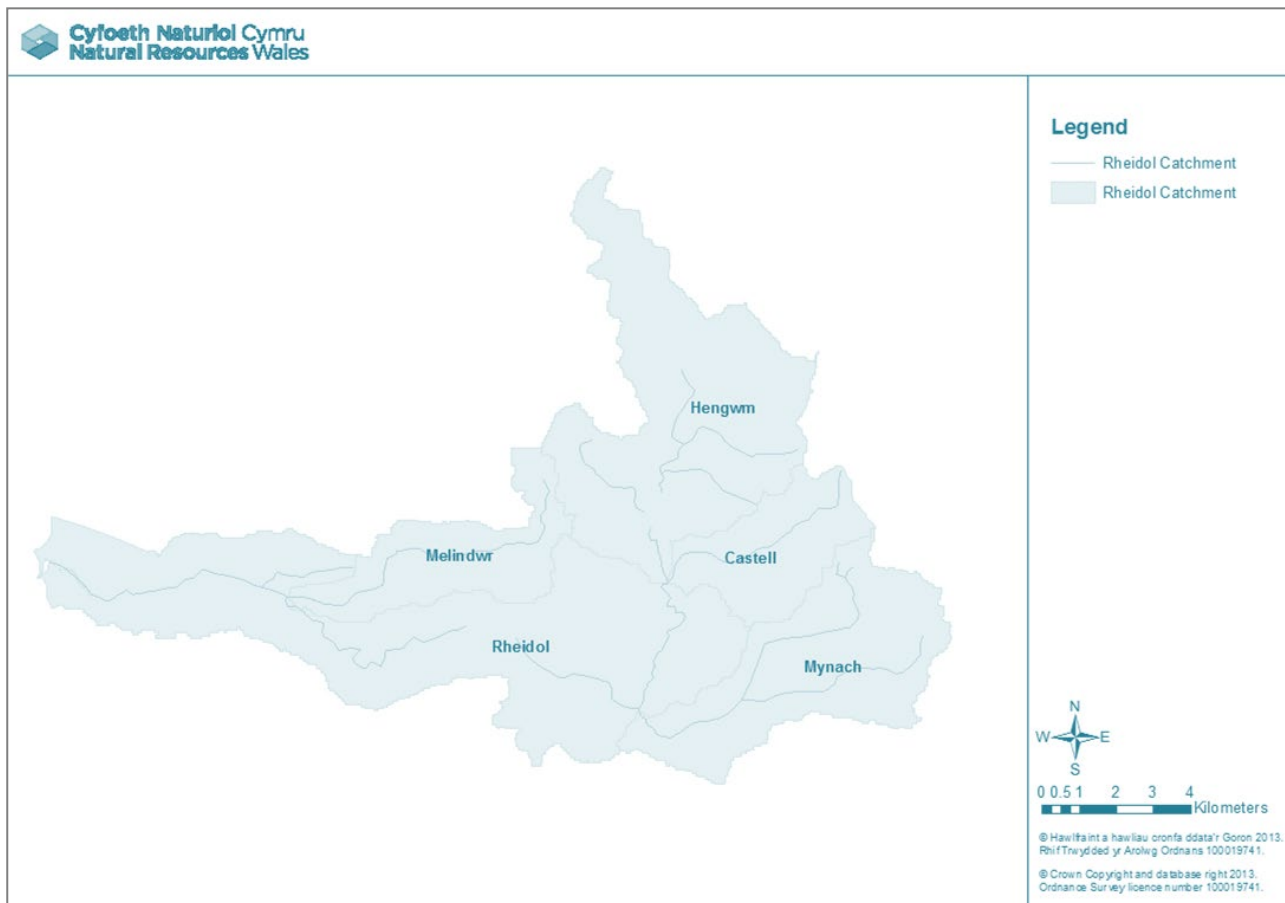 Cyfoeth Naturiol Cymru
Natural Resources Wales
Legend
Rheidol Catchment
Rheidol Catchment
Hengwm
Melindwr
Castell
Rheidol
Mynach
N
W E
S
0 0.5 1 2 3 4
Kilometers
© Hawlfraint a hawliau cronfa ddata'r Goron 2013.
Rhif Trwydded yr Arolwg Ordnans 100019741.
© Crown Copyright and database right 2013.
Ordnance Survey licence number 100019741.